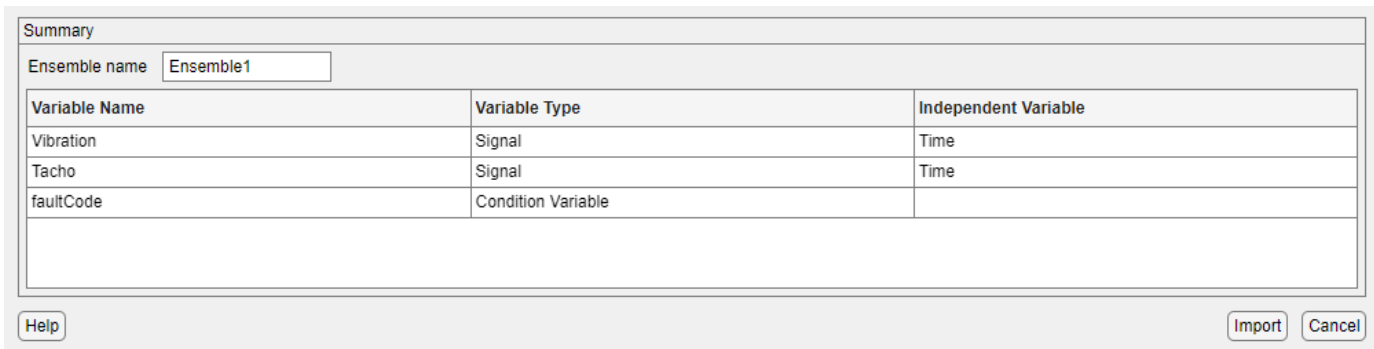 Summary
Ensemble name Ensemble1
Variable Name Variable Type Independent Variable
Vibration Signal Time
Tacho Signal Time
faultCode Condition Variable
Help Import Cancel